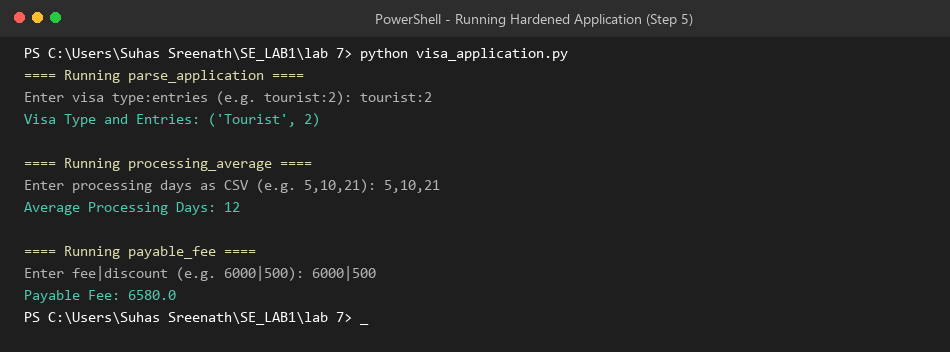 PowerShell - Running Hardened Application (Step 5)
PS C:\Users\Suhas Sreenath\SE_LAB1\lab 7> python visa_application.py
==== Running parse_application ====
Enter visa type:entries (e.g. tourist:2): tourist:2
Visa Type and Entries: ('Tourist', 2)
==== Running processing_average ====
Enter processing days as CSV (e.g. 5,10,21): 5,10,21
Average Processing Days: 12
==== Running payable_fee ====
Enter fee|discount (e.g. 6000|500): 6000|500
Payable Fee: 6580.0
PS C:\Users\Suhas Sreenath\SE_LAB1\lab 7> _